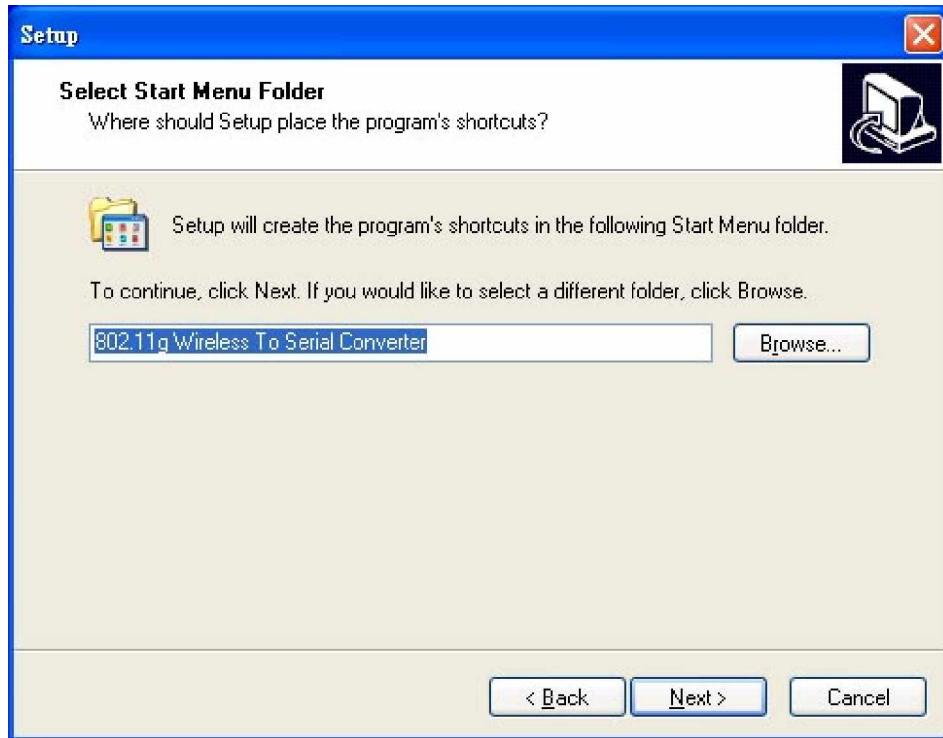 Setup
Select Start Menu Folder
Where should Setup place the program's shortcuts?
Setup will create the program's shortcuts in the following Start Menu folder.
To continue, click Next. If you would like to select a different folder, click Browse.
802.11g Wireless To Serial Converter
Browse...
< Back
Next >
Cancel